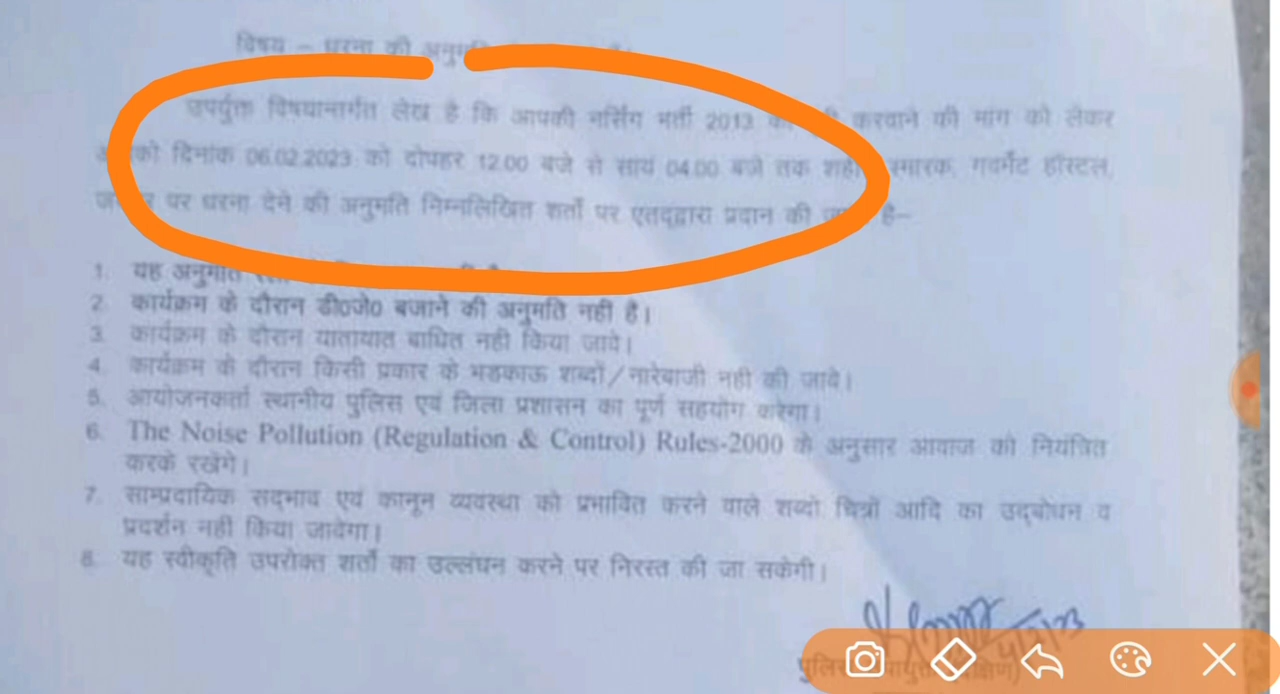 विषय – धरना की
उपर्युक्त विषयान्तर्गत लेख है कि आपकी नर्सिंग भर्ती 2013 करवाने की मांग को लेकर
दिनांक 06.02.2023 को दोपहर 12.00 बजे से सायं 04.00 बजे तक स्मारक, गवर्मेंट हॉस्टल,
पर धरना देने की अनुमति निम्नलिखित शर्तों पर एतद्द्वारा प्रदान की है–
1. यह अनुमति
2. कार्यक्रम के दौरान डी0जे0 बजाने की अनुमति नही है।
3. कार्यक्रम के दौरान यातायात बाधित नही किया जावे।
4. कार्यक्रम के दौरान किसी प्रकार के भडकाऊ शब्दों/नारेबाजी नही की जावे।
5. आयोजनकर्ता स्थानीय पुलिस एवं जिला प्रशासन का पूर्ण सहयोग करेगा।
6. The Noise Pollution (Regulation & Control) Rules-2000 के अनुसार आवाज को नियंत्रित
करके रखेगे।
7. साम्प्रदायिक सद्भाव एवं कानून व्यवस्था को प्रभावित करने वाले शब्दो चित्रों आदि का उद्बोधन व
प्रदर्शन नही किया जावेगा।
8. यह स्वीकृति उपरोक्त शर्तों का उल्लंघन करने पर निरस्त की जा सकेगी।